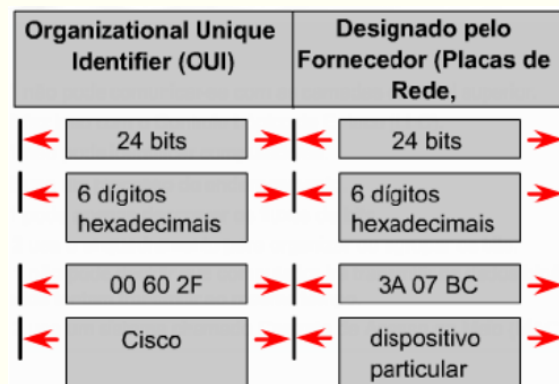 Organizational Unique
Identifier (OUI)
Designado pelo
Fornecedor (Placas de
Rede,
24 bits
24 bits
6 dígitos
hexadecimais
6 dígitos
hexadecimais
00 60 2F
3A 07 BC
Cisco
dispositivo
particular